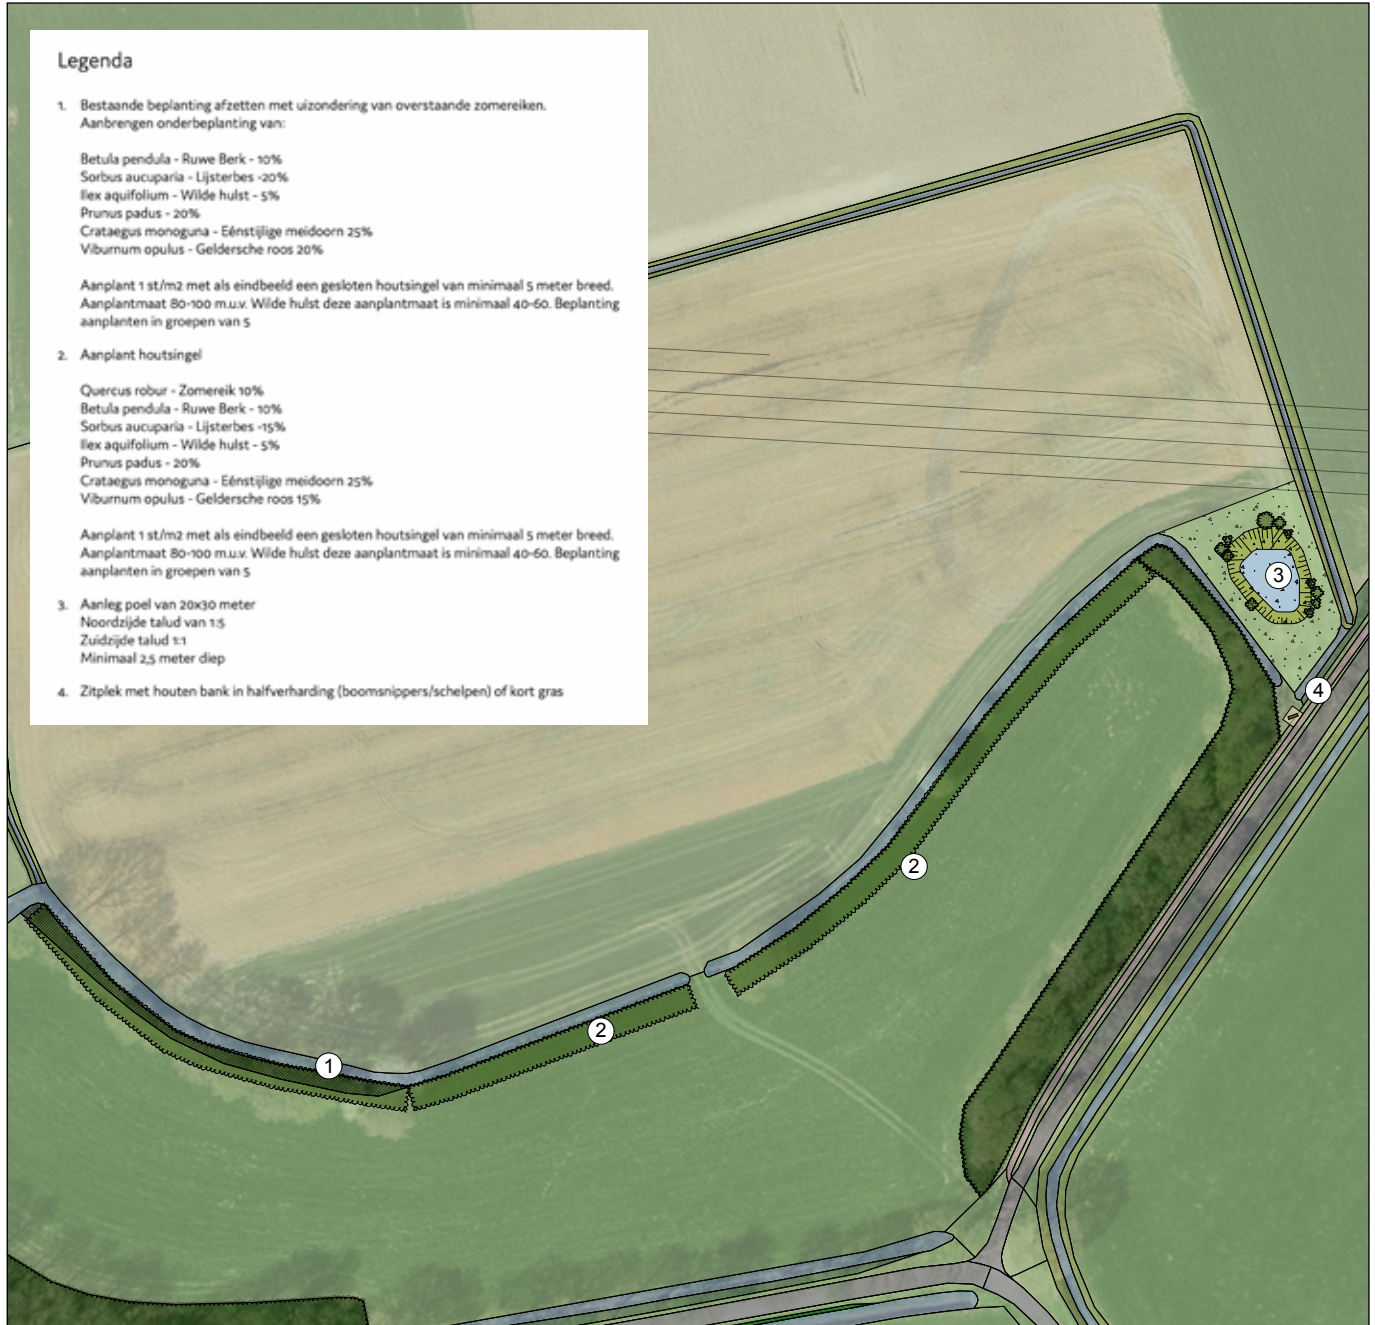 Legenda
1. Bestaande beplanting afzetten met uizondering van overstaande zomereiken.
Aanbrengen onderbeplanting van:
Betula pendula - Ruwe Berk - 10%
Sorbus aucuparia - Lijsterbes -20%
Ilex aquifolium - Wilde hulst - 5%
Prunus padus - 20%
Crataegus monoguna - Eénstijlige meidoorn 25%
Viburnum opulus - Geldersche roos 20%
Aanplant 1 st/m2 met als eindbeeld een gesloten houtsingel van minimaal 5 meter breed.
Aanplantmaat 80-100 m.u.v. Wilde hulst deze aanplantmaat is minimaal 40-60. Beplanting
aanplanten in groepen van 5
2. Aanplant houtsingel
Quercus robur - Zomereik 10%
Betula pendula - Ruwe Berk - 10%
Sorbus aucuparia - Lijsterbes -15%
Ilex aquifolium - Wilde hulst - 5%
Prunus padus - 20%
Crataegus monoguna - Eénstijlige meidoorn 25%
Viburnum opulus - Geldersche roos 15%
Aanplant 1 st/m2 met als eindbeeld een gesloten houtsingel van minimaal 5 meter breed.
Aanplantmaat 80-100 m.u.v. Wilde hulst deze aanplantmaat is minimaal 40-60. Beplanting
aanplanten in groepen van 5
3. Aanleg poel van 20x30 meter
Noordzijde talud van 1:5
Zuidzijde talud 1:1
Minimaal 2,5 meter diep
4. Zitplek met houten bank in halfverharding (boomsnippers/schelpen) of kort gras
3
4
2
2
1